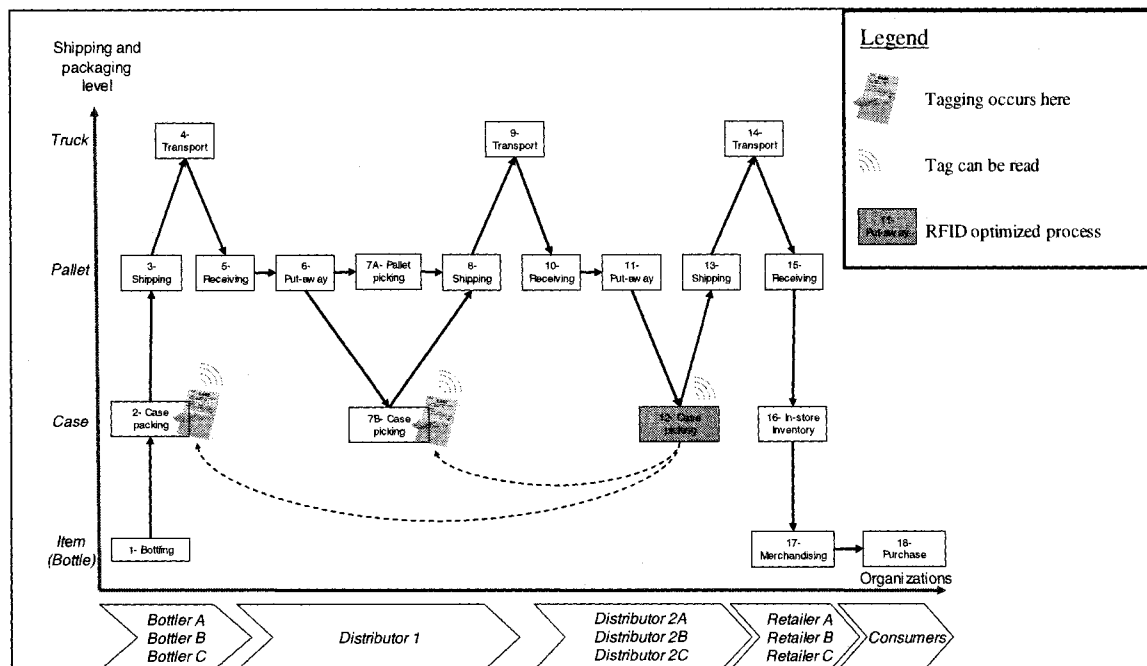 Shipping and
packaging
level
Legend
Tagging occurs here
Tag can be read
11-
Put-away
RFID optimized process
Truck
4-
Transport
9-
Transport
14-
Transport
Pallet
3-
Shipping
5-
Receiving
6-
Put-away
7A- Pallet
picking
8-
Shipping
10-
Receiving
11-
Put-away
13-
Shipping
15-
Receiving
Case
2- Case
packing
7B- Case
picking
12- Case
picking
16- In-store
Inventory
Item
(Bottle)
1- Bottling
17-
Merchandising
18-
Purchase
Organizations
Bottler A
Bottler B
Bottler C
Distributor 1
Distributor 2A
Distributor 2B
Distributor 2C
Retailer A
Retailer B
Retailer C
Consumers